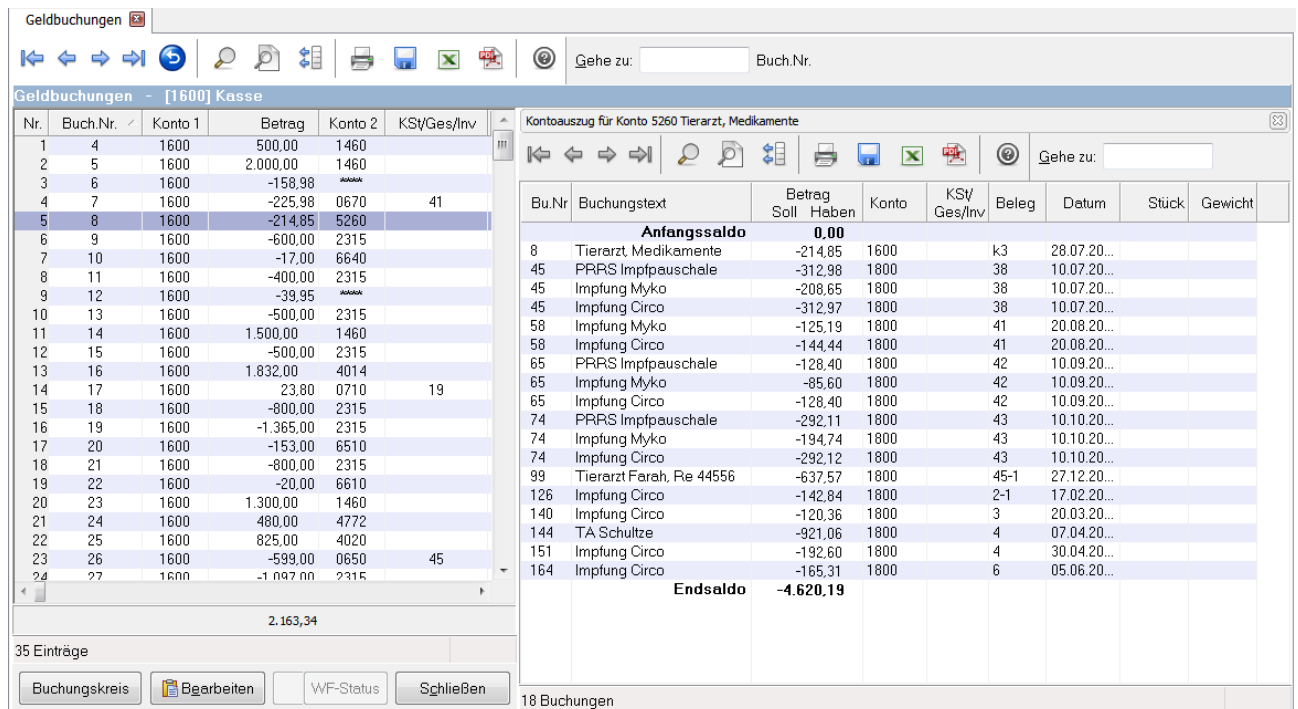 Geldbuchungen
Gehe zu: Buch.Nr.
Geldbuchungen - [1600] Kasse
Nr. Buch.Nr. Konto 1 Betrag Konto 2 KSt/Ges/Inv
1 4 1600 500,00 1460
2 5 1600 2.000,00 1460
3 6 1600 -158,98 *****
4 7 1600 -225,98 0670 41
5 8 1600 -214,85 5260
6 9 1600 -600,00 2315
7 10 1600 -17,00 6640
8 11 1600 -400,00 2315
9 12 1600 -39,95 *****
10 13 1600 -500,00 2315
11 14 1600 1.500,00 1460
12 15 1600 -500,00 2315
13 16 1600 1.832,00 4014
14 17 1600 23,80 0710 19
15 18 1600 -800,00 2315
16 19 1600 -1.365,00 2315
17 20 1600 -153,00 6510
18 21 1600 -800,00 2315
19 22 1600 -20,00 6610
20 23 1600 1.300,00 1460
21 24 1600 480,00 4772
22 25 1600 825,00 4020
23 26 1600 -599,00 0650 45
24 27 1600 -1.097,00 2315
2.163,34
35 Einträge
Buchungskreis Bearbeiten WF-Status Schließen
Kontoauszug für Konto 5260 Tierarzt, Medikamente
Gehe zu:
Bu.Nr Buchungstext Betrag Soll Haben Konto KSt/ Ges/Inv Beleg Datum Stück Gewicht
Anfangssaldo 0,00
8 Tierarzt, Medikamente -214,85 1600 k3 28.07.20...
45 PRRS Impfpauschale -312,98 1800 38 10.07.20...
45 Impfung Myko -208,65 1800 38 10.07.20...
45 Impfung Circo -312,97 1800 38 10.07.20...
58 Impfung Myko -125,19 1800 41 20.08.20...
58 Impfung Circo -144,44 1800 41 20.08.20...
65 PRRS Impfpauschale -128,40 1800 42 10.09.20...
65 Impfung Myko -85,60 1800 42 10.09.20...
65 Impfung Circo -128,40 1800 42 10.09.20...
74 PRRS Impfpauschale -292,11 1800 43 10.10.20...
74 Impfung Myko -194,74 1800 43 10.10.20...
74 Impfung Circo -292,12 1800 43 10.10.20...
99 Tierarzt Farah, Re 44556 -637,57 1800 45-1 27.12.20...
126 Impfung Circo -142,84 1800 2-1 17.02.20...
140 Impfung Circo -120,36 1800 3 20.03.20...
144 TA Schultze -921,06 1800 4 07.04.20...
151 Impfung Circo -192,60 1800 4 30.04.20...
164 Impfung Circo -165,31 1800 6 05.06.20...
Endsaldo -4.620,19
18 Buchungen